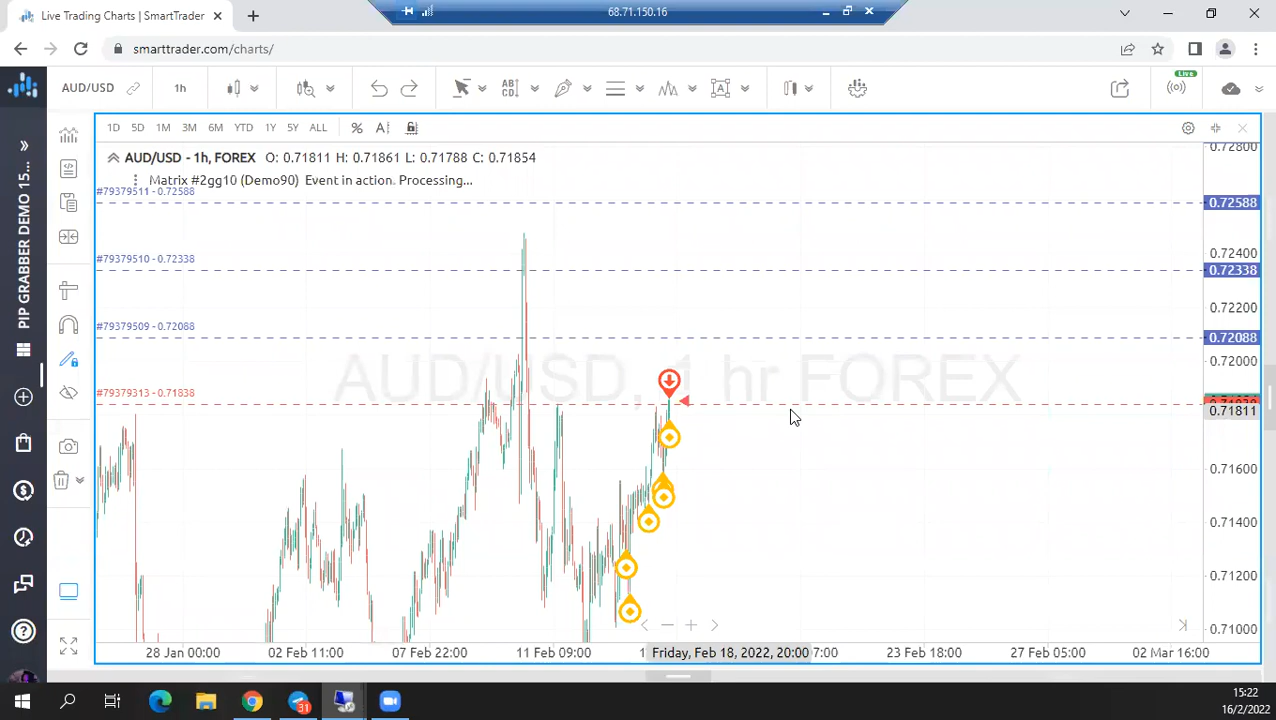 Live Trading Charts | SmartTrader
68.71.150.16
smarttrader.com/charts/
AUD/USD
1h
AB
CD
A
Live
PIP GRABBER DEMO 15...
1D 5D 1M 3M 6M YTD 1Y 5Y ALL % A
AUD/USD - 1h, FOREX O: 0.71811 H: 0.71861 L: 0.71788 C: 0.71854
Matrix #2gg10 (Demo90) Event in action. Processing...
#79379511 - 0.72588
#79379510 - 0.72338
#79379509 - 0.72088
#79379313 - 0.71838
AUD/USD, 1 hr FOREX
0.72800
0.72588
0.72400
0.72338
0.72200
0.72088
0.72000
0.71811
0.71600
0.71400
0.71200
0.71000
28 Jan 00:00
02 Feb 11:00
07 Feb 22:00
11 Feb 09:00
Friday, Feb 18, 2022, 20:00
7:00
23 Feb 18:00
27 Feb 05:00
02 Mar 16:00
31
15:22
16/2/2022